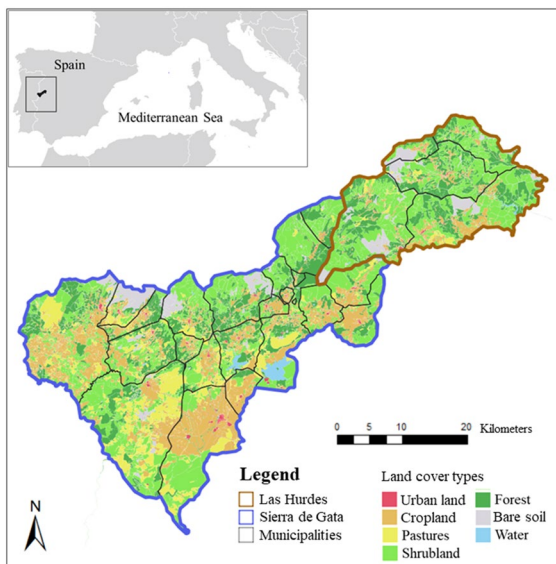 Spain
Mediterranean Sea
0 5 10 20 Kilometers
N
Legend
Las Hurdes
Sierra de Gata
Municipalities
Land cover types
Urban land
Cropland
Pastures
Shrubland
Forest
Bare soil
Water